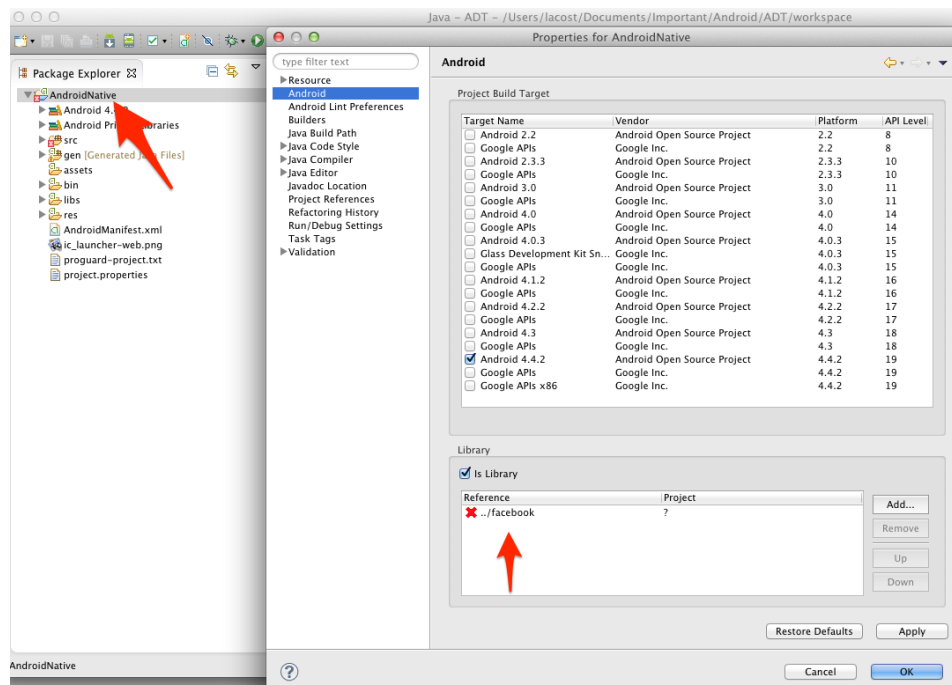 Java – ADT – /Users/lacost/Documents/Important/Android/ADT/workspace
Package Explorer
AndroidNative
Android 4.
Android Pri braries
src
gen [Generated J Files]
assets
bin
libs
res
AndroidManifest.xml
ic_launcher-web.png
proguard-project.txt
project.properties
AndroidNative
Properties for AndroidNative
type filter text
Resource
Android
Android Lint Preferences
Builders
Java Build Path
Java Code Style
Java Compiler
Java Editor
Javadoc Location
Project References
Refactoring History
Run/Debug Settings
Task Tags
Validation
Android
Project Build Target
Target Name Vendor Platform API Level
Android 2.2 Android Open Source Project 2.2 8
Google APIs Google Inc. 2.2 8
Android 2.3.3 Android Open Source Project 2.3.3 10
Google APIs Google Inc. 2.3.3 10
Android 3.0 Android Open Source Project 3.0 11
Google APIs Google Inc. 3.0 11
Android 4.0 Android Open Source Project 4.0 14
Google APIs Google Inc. 4.0 14
Android 4.0.3 Android Open Source Project 4.0.3 15
Glass Development Kit Sn... Google Inc. 4.0.3 15
Google APIs Google Inc. 4.0.3 15
Android 4.1.2 Android Open Source Project 4.1.2 16
Google APIs Google Inc. 4.1.2 16
Android 4.2.2 Android Open Source Project 4.2.2 17
Google APIs Google Inc. 4.2.2 17
Android 4.3 Android Open Source Project 4.3 18
Google APIs Google Inc. 4.3 18
Android 4.4.2 Android Open Source Project 4.4.2 19
Google APIs Google Inc. 4.4.2 19
Google APIs x86 Google Inc. 4.4.2 19
Library
Is Library
Reference Project
../facebook ?
Add...
Remove
Up
Down
Restore Defaults Apply
? Cancel OK